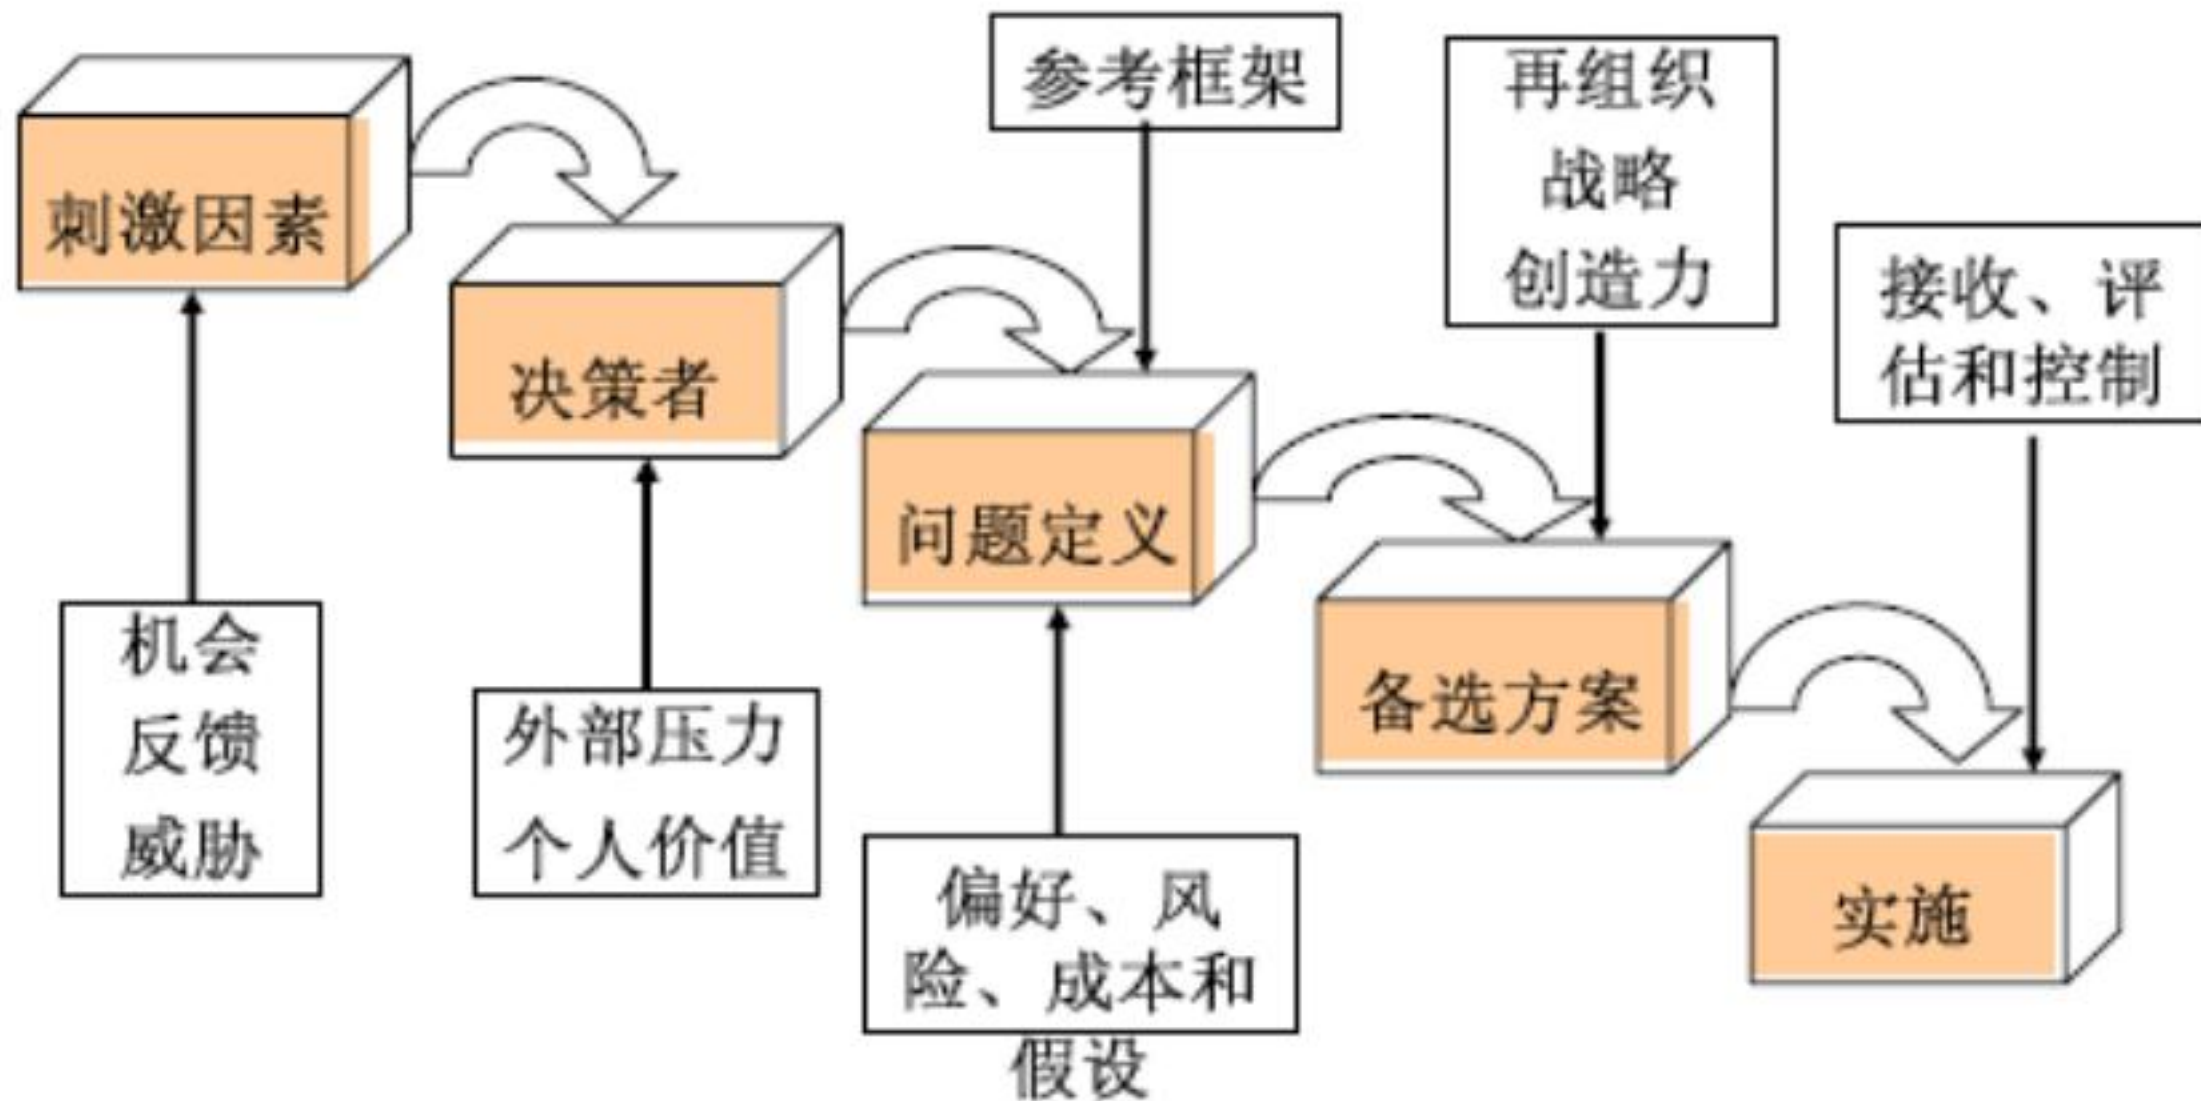 参考框架
再组织
战略
创造力
刺激因素
接收、评
估和控制
决策者
问题定义
机会
反馈
威胁
外部压力
个人价值
备选方案
偏好、风
险、成本和
假设
实施